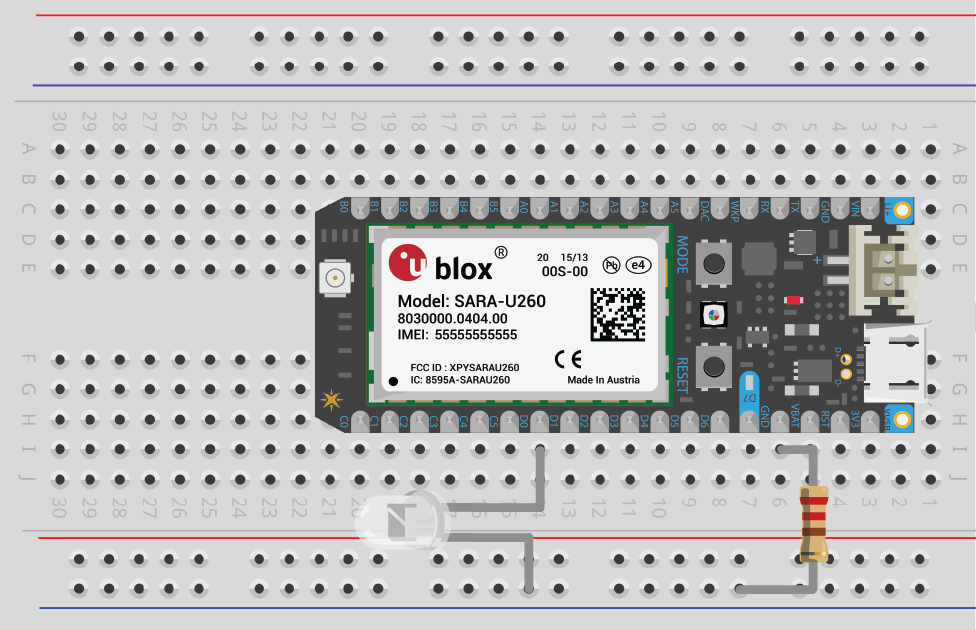 30 29 28 27 26 25 24 23 22 21 20 19 18 17 16 15 14 13 12 11 10 9 8 7 6 5 4 3 2 1
A A
B B
C B0 B1 B2 B3 B4 B5 A0 A1 A2 A3 A4 A5 DAC WKP RX TX GND VIN Li+ C
D D
E E
MODE
u blox ®
20 15/13
00S-00
Pb e4
+
Model: SARA-U260
8030000.0404.00
IMEI: 55555555555
CE
FCC ID : XPYSARAU260
IC: 8595A-SARAU260
Made In Austria
RESET
D+
D-
F F
G G
H C0 C1 C2 C3 C4 C5 D0 D1 D2 D3 D4 D5 D6 D7 GND VBAT RST 3V3 VUSB H
I I
J J
30 29 28 27 26 25 24 23 22 21 20 16 15 14 13 12 11 10 9 8 7 6 4 3 2 1